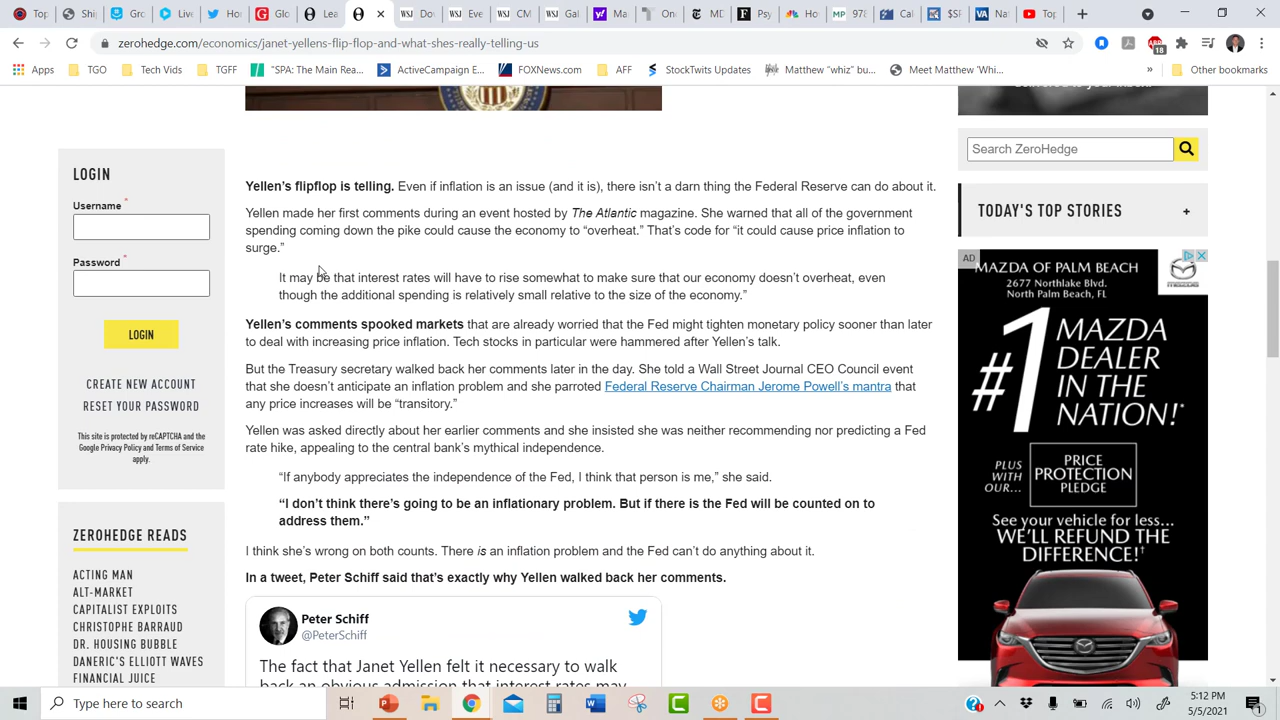 zerohedge.com/economics/janet-yellen-and-what-shereally-telling-us
18
Apps TGO Tech Vids TGFF "SPA: The Main Rea... ActiveCampaign E... FOXNews.com AFF StockTwits Updates Matthew "whiz" bu... Meet Matthew 'Whi... » Other bookmarks
Search ZeroHedge
LOGIN
Username *
Password *
LOGIN
CREATE NEW ACCOUNT
RESET YOUR PASSWORD
This site is protected by reCAPTCHA and the
Google Privacy Policy and Terms of Service
apply.
ZEROHEDGE READS
ACTING MAN
ALT-MARKET
CAPITALIST EXPLOITS
CHRISTOPHE BARRAUD
DR. HOUSING BUBBLE
DANERIC'S ELLIOTT WAVES
FINANCIAL JUICE
Yellen's flipflop is telling. Even if inflation is an issue (and it is), there isn't a darn thing the Federal Reserve can do about it.
Yellen made her first comments during an event hosted by The Atlantic magazine. She warned that all of the government
spending coming down the pike could cause the economy to “overheat.” That’s code for “it could cause price inflation to
surge.”
It may be that interest rates will have to rise somewhat to make sure that our economy doesn’t overheat, even
though the additional spending is relatively small relative to the size of the economy.”
Yellen’s comments spooked markets that are already worried that the Fed might tighten monetary policy sooner than later
to deal with increasing price inflation. Tech stocks in particular were hammered after Yellen’s talk.
But the Treasury secretary walked back her comments later in the day. She told a Wall Street Journal CEO Council event
that she doesn’t anticipate an inflation problem and she parroted Federal Reserve Chairman Jerome Powell’s mantra that
any price increases will be “transitory.”
Yellen was asked directly about her earlier comments and she insisted she was neither recommending nor predicting a Fed
rate hike, appealing to the central bank’s mythical independence.
“If anybody appreciates the independence of the Fed, I think that person is me,” she said.
“I don’t think there’s going to be an inflationary problem. But if there is the Fed will be counted on to
address them.”
I think she’s wrong on both counts. There is an inflation problem and the Fed can’t do anything about it.
In a tweet, Peter Schiff said that’s exactly why Yellen walked back her comments.
Peter Schiff
@PeterSchiff
The fact that Janet Yellen felt it necessary to walk
back an obvious admission that interest rates may
TODAY'S TOP STORIES +
AD
MAZDA OF PALM BEACH
2677 Northlake Blvd.
North Palm Beach, FL
#1 MAZDA
DEALER
IN THE
NATION!*
PLUS
WITH
OUR...
PRICE
PROTECTION
PLEDGE
See your vehicle for less...
WE'LL REFUND THE
DIFFERENCE!†
Type here to search
5:12 PM
5/5/2021
1